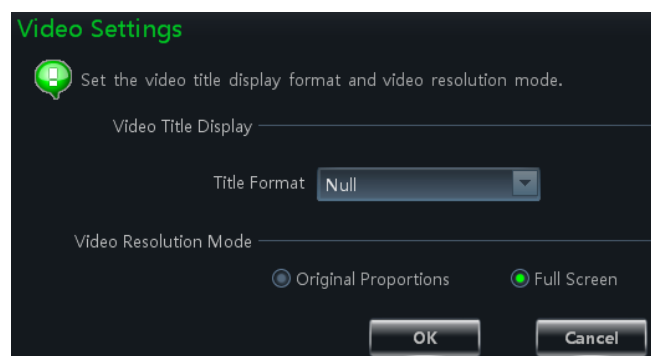 Video Settings
Set the video title display format and video resolution mode.
Video Title Display
Title Format Null
Video Resolution Mode
Original Proportions Full Screen
OK Cancel